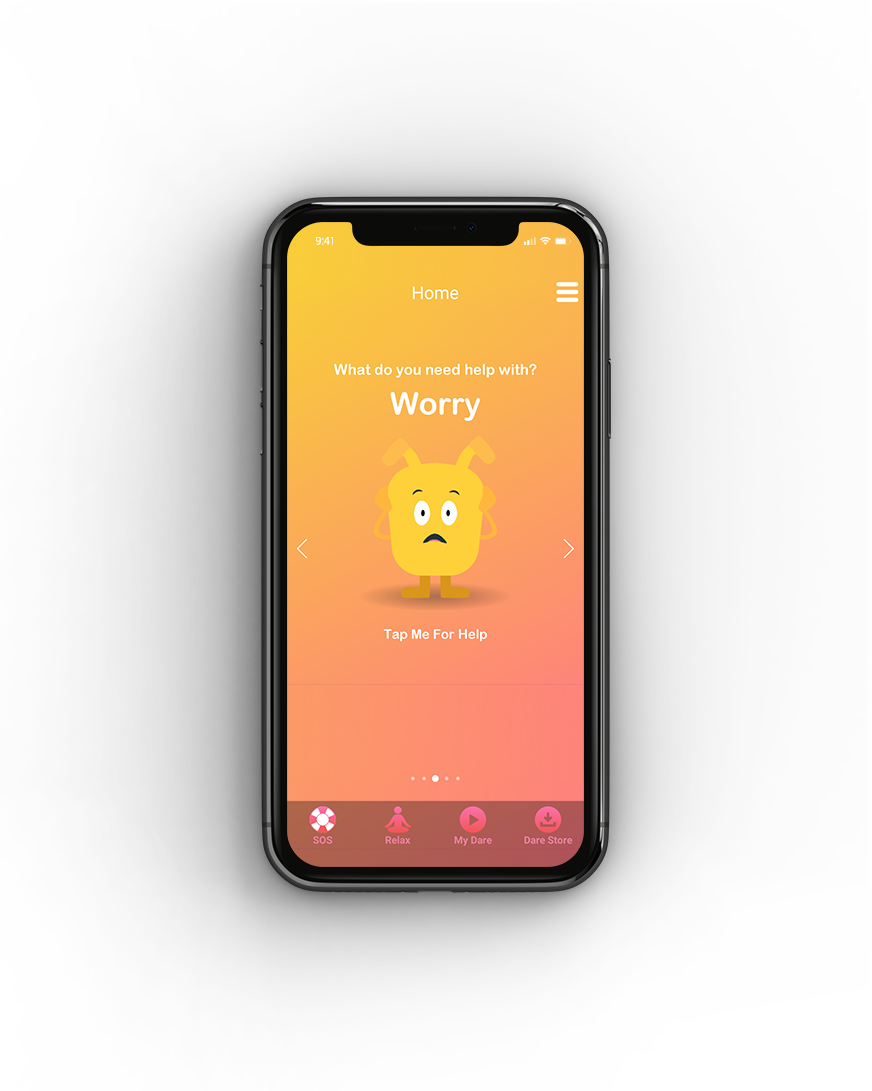 9:41
Home
What do you need help with?
Worry
Tap Me For Help
SOS Relax My Dare Dare Store